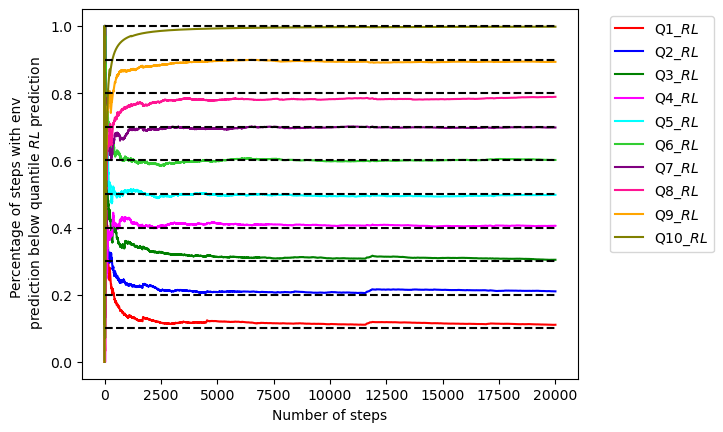 Percentage of steps with env
prediction below quantile RL prediction
1.0
0.8
0.6
0.4
0.2
0.0
0
2500
5000
7500
10000
12500
15000
17500
20000
Number of steps
Q1_RL
Q2_RL
Q3_RL
Q4_RL
Q5_RL
Q6_RL
Q7_RL
Q8_RL
Q9_RL
Q10_RL